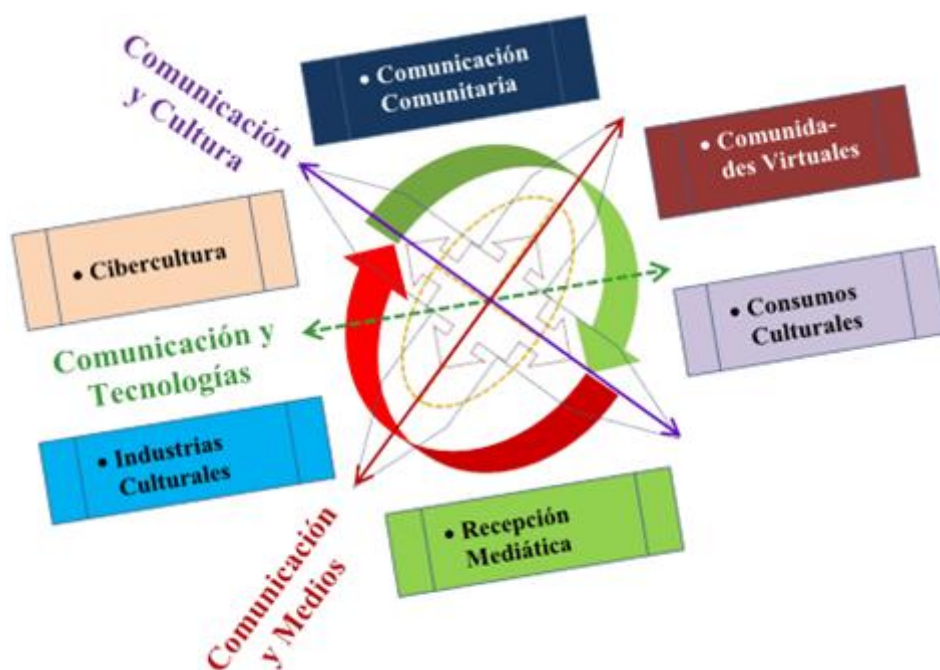 Comunicación
y Cultura
• Comunicación
Comunitaria
• Comunida-
des Virtuales
• Cibercultura
• Consumos
Culturales
Comunicación y
Tecnologías
• Industrias
Culturales
• Recepción
Mediática
Comunicación
y Medios